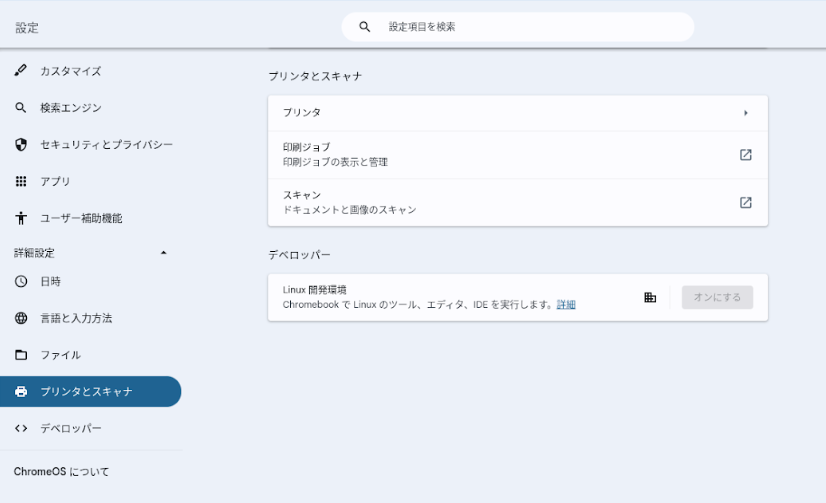 設定
設定項目を検索
カスタマイズ
検索エンジン
セキュリティとプライバシー
アプリ
ユーザー補助機能
詳細設定
日時
言語と入力方法
ファイル
プリンタとスキャナ
デベロッパー
ChromeOS について
プリンタとスキャナ
プリンタ
印刷ジョブ
印刷ジョブの表示と管理
スキャン
ドキュメントと画像のスキャン
デベロッパー
Linux 開発環境
Chromebook で Linux のツール、エディタ、IDE を実行します。詳細
オンにする